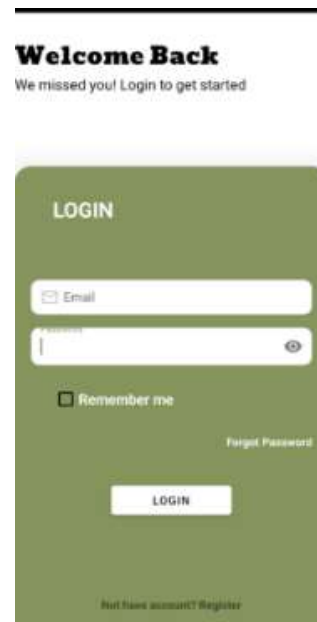 Welcome Back
We missed you! Login to get started
LOGIN
Email
Password
Remember me
Forgot Password
LOGIN
Not have account? Register